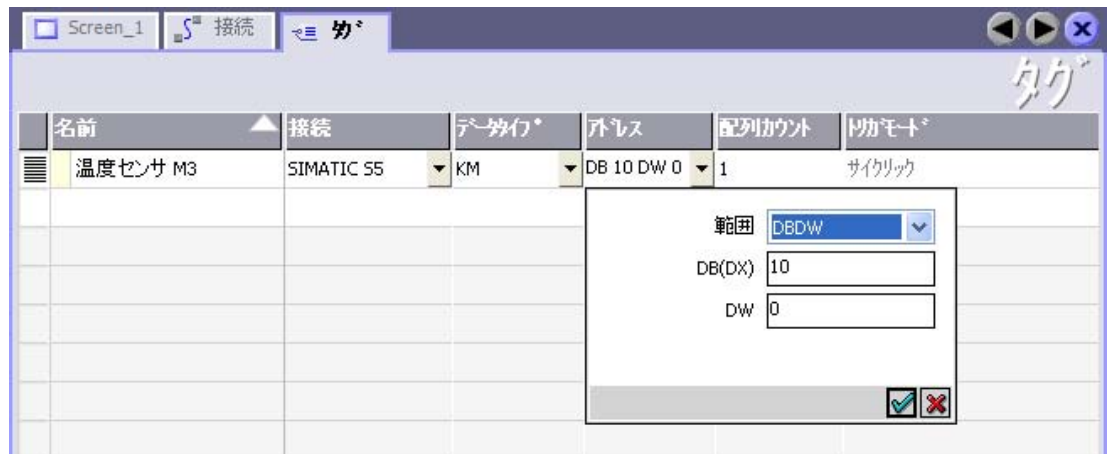 Screen_1 接続 タグ
タグ
名前 接続 データタイプ アドレス 配列カウント トリガモード
温度センサ M3 SIMATIC S5 KM DB 10 DW 0 1 サイクリック
範囲 DBDW
DB(DX) 10
DW 0